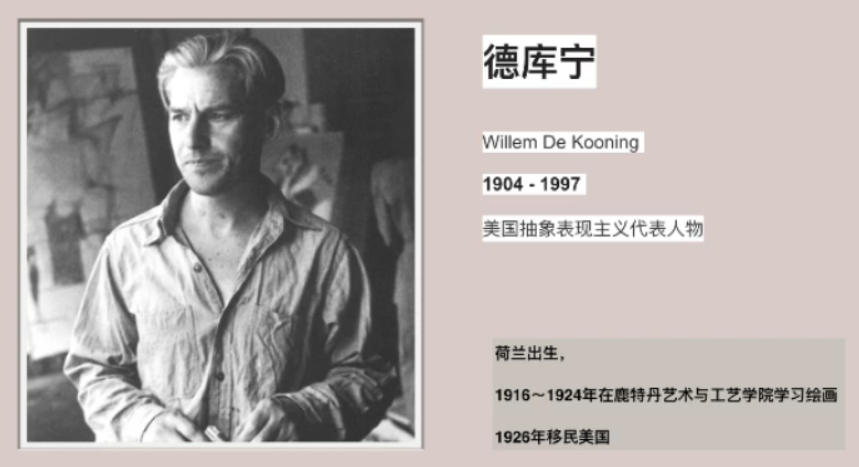 德库宁
Willem De Kooning
1904 - 1997
美国抽象表现主义代表人物
荷兰出生，
1916～1924年在鹿特丹艺术与工艺学院学习绘画
1926年移民美国